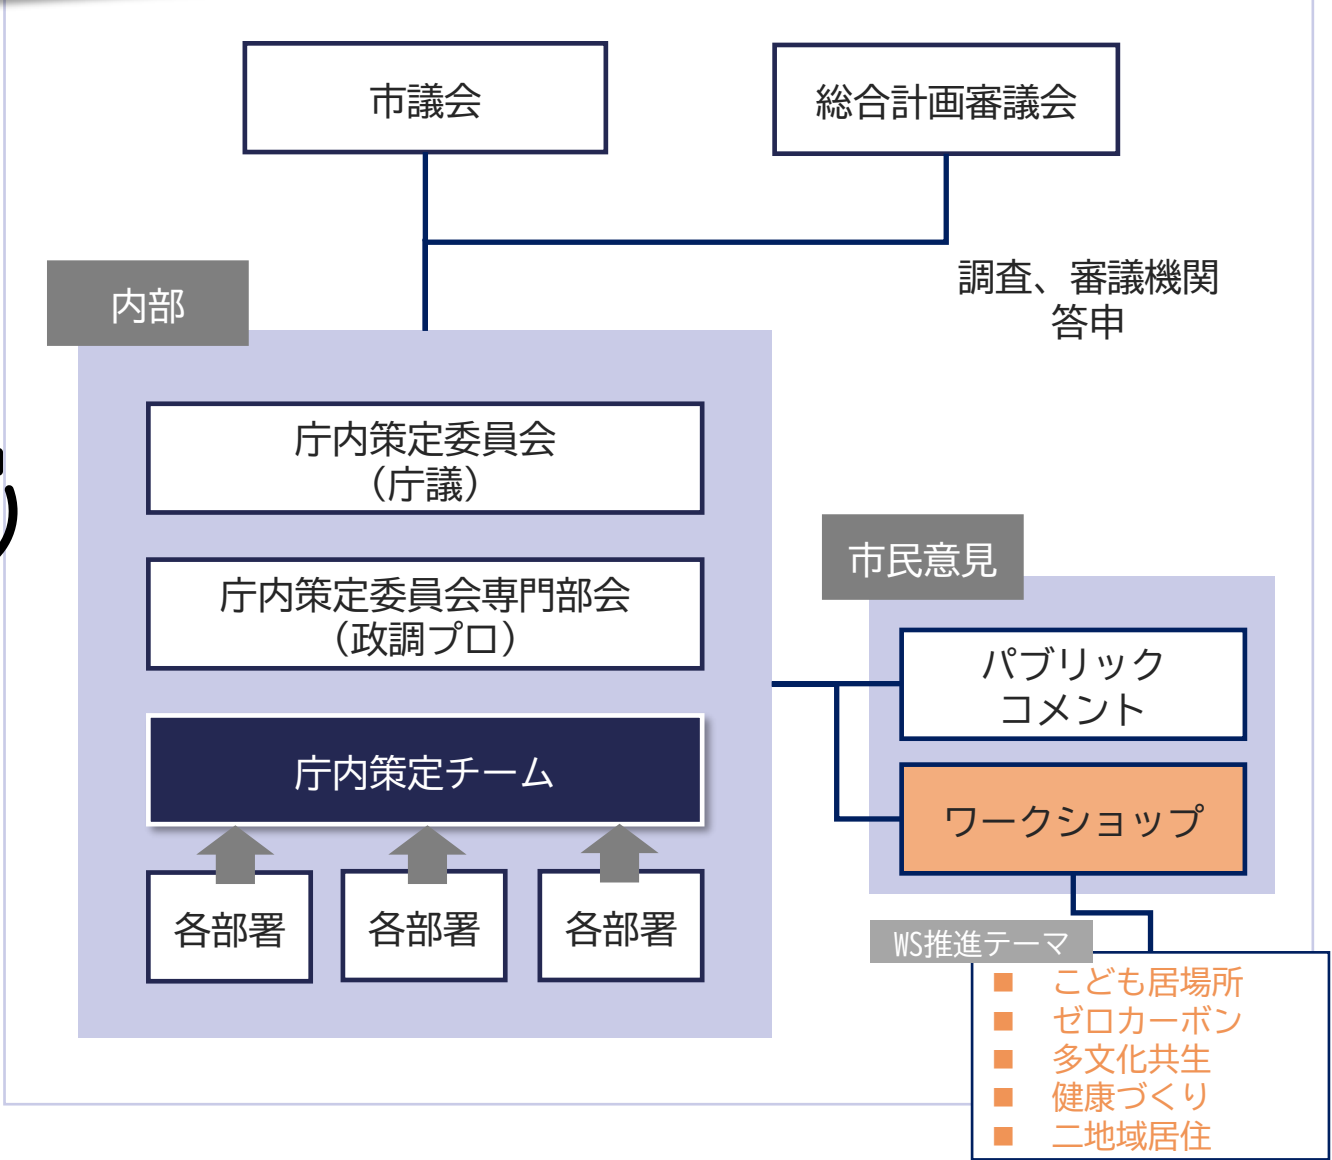 市議会
総合計画審議会
調査、審議機関
答申
内部
庁内策定委員会
（庁議）
庁内策定委員会専門部会
（政調プロ）
庁内策定チーム
各部署
各部署
各部署
市民意見
パブリック
コメント
ワークショップ
WS推進テーマ
■ こども居場所
■ ゼロカーボン
■ 多文化共生
■ 健康づくり
■ 二地域居住